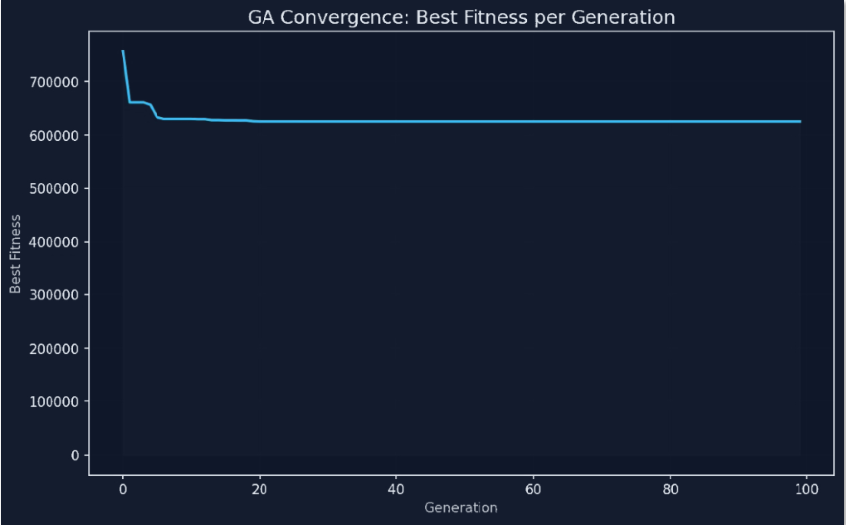 GA Convergence: Best Fitness per Generation
700000
600000
500000
400000
300000
200000
100000
0
Best Fitness
0 20 40 60 80 100
Generation